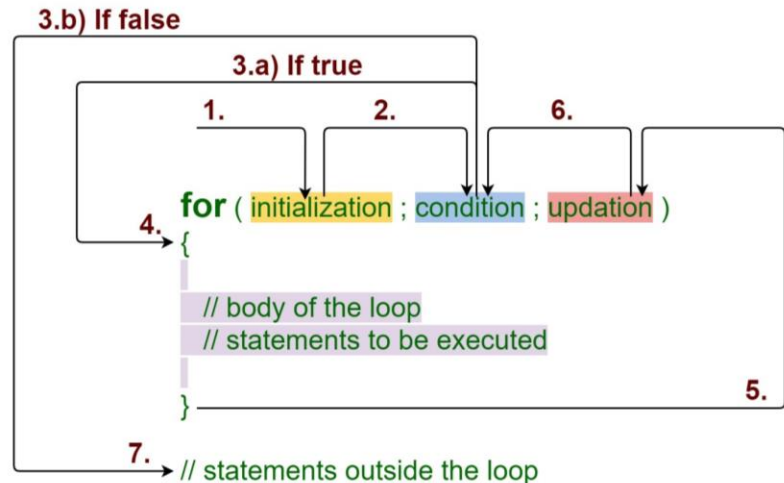 3.b) If false
3.a) If true
1. 2. 6.
for ( initialization ; condition ; updation )
4. {
// body of the loop
// statements to be executed
} 5.
7. // statements outside the loop